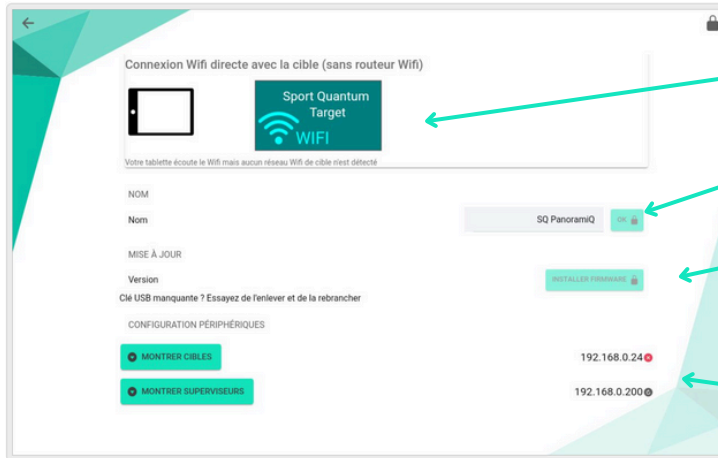 Connexion Wifi directe avec la cible (sans routeur Wifi)
Sport Quantum
Target
WIFI
Votre tablette écoute le Wifi mais aucun réseau Wifi de cible n'est détecté
NOM
Nom
SQ PanoramiQ
OK
MISE À JOUR
Version
INSTALLER FIRMWARE
Clé USB manquante ? Essayez de l'enlever et de la rebrancher
CONFIGURATION PÉRIPHÉRIQUES
MONTRER CIBLES
192.168.0.24
MONTRER SUPERVISEURS
192.168.0.200